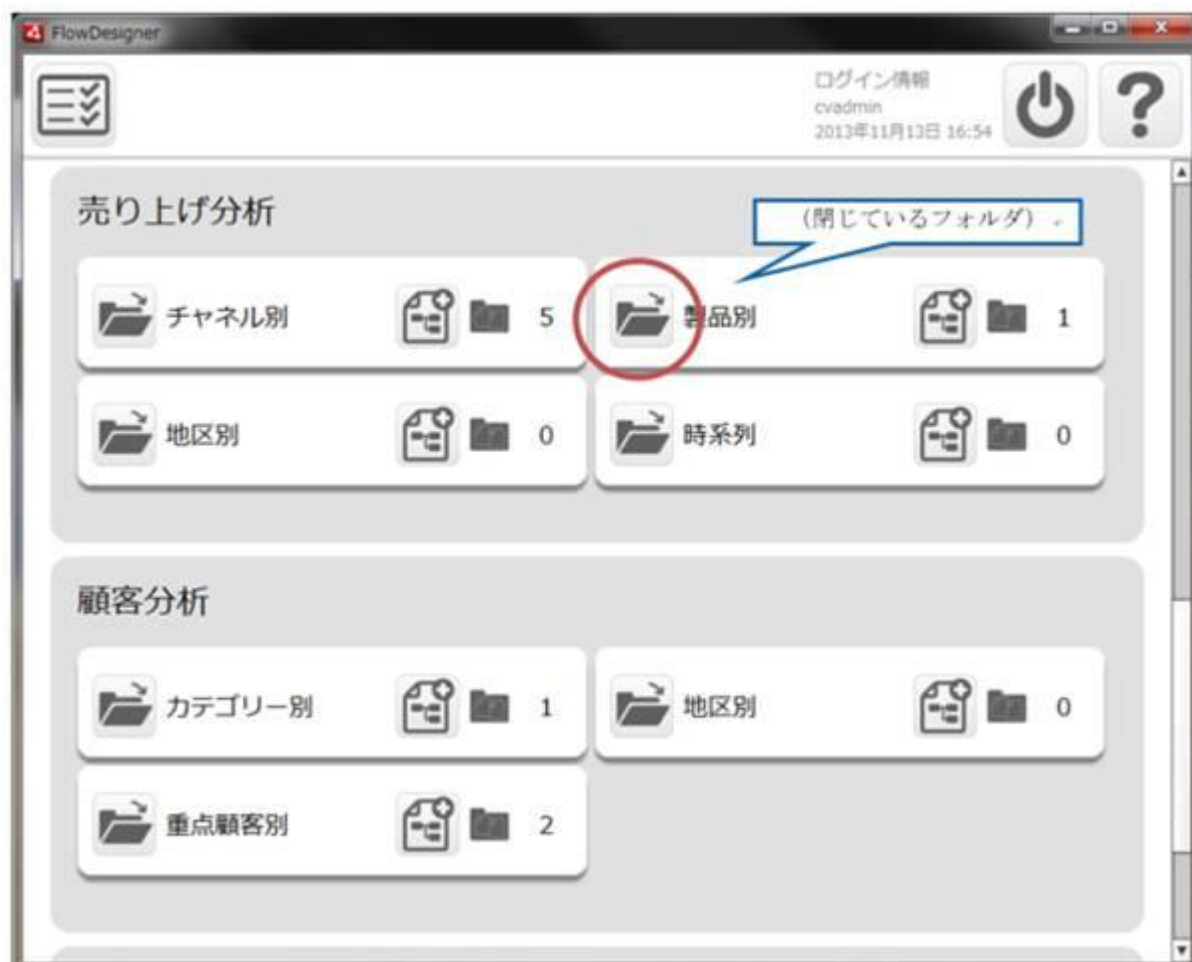 FlowDesigner
ログイン情報
cvadmin
2013年11月13日 16:54
売り上げ分析
(閉じているフォルダ)
チャネル別 5
製品別 1
地区別 0
時系列 0
顧客分析
カテゴリー別 1
地区別 0
重点顧客別 2